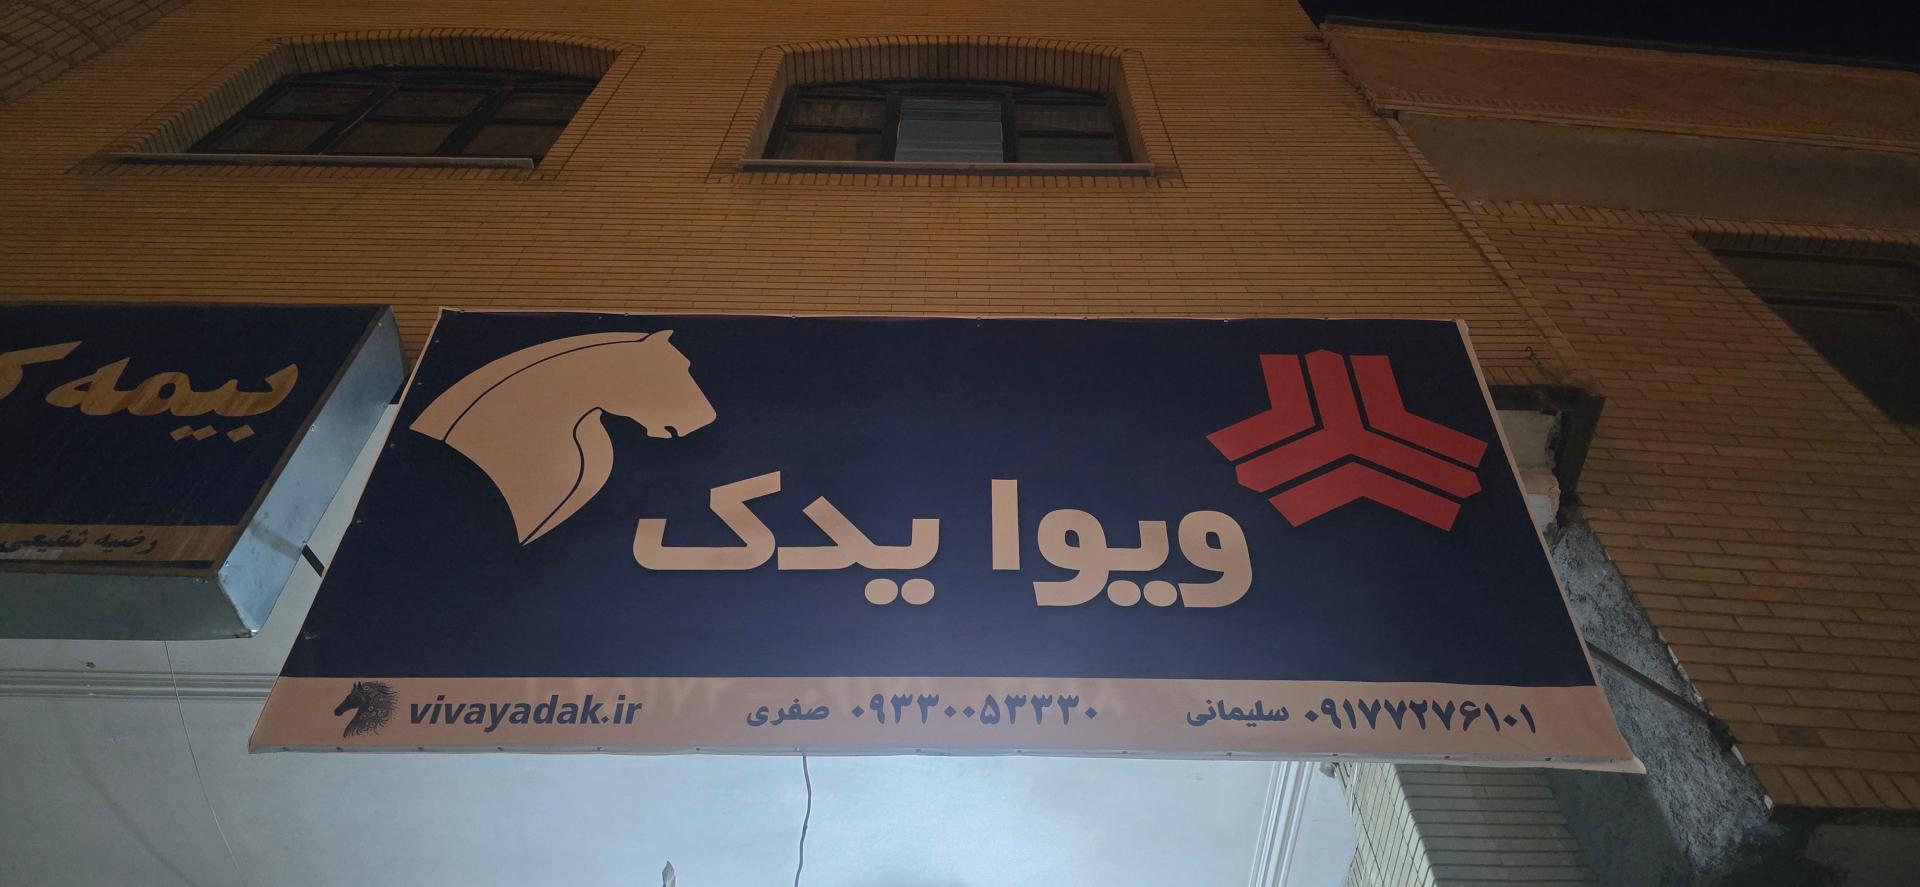 ویوا یدک
۰۹۱۷۷۲۷۶۱۰۱ سلیمانی
۰۹۳۳۰۰۵۳۳۳۰ صفری
vivayadak.ir
بیمه
رضیه شفیعی